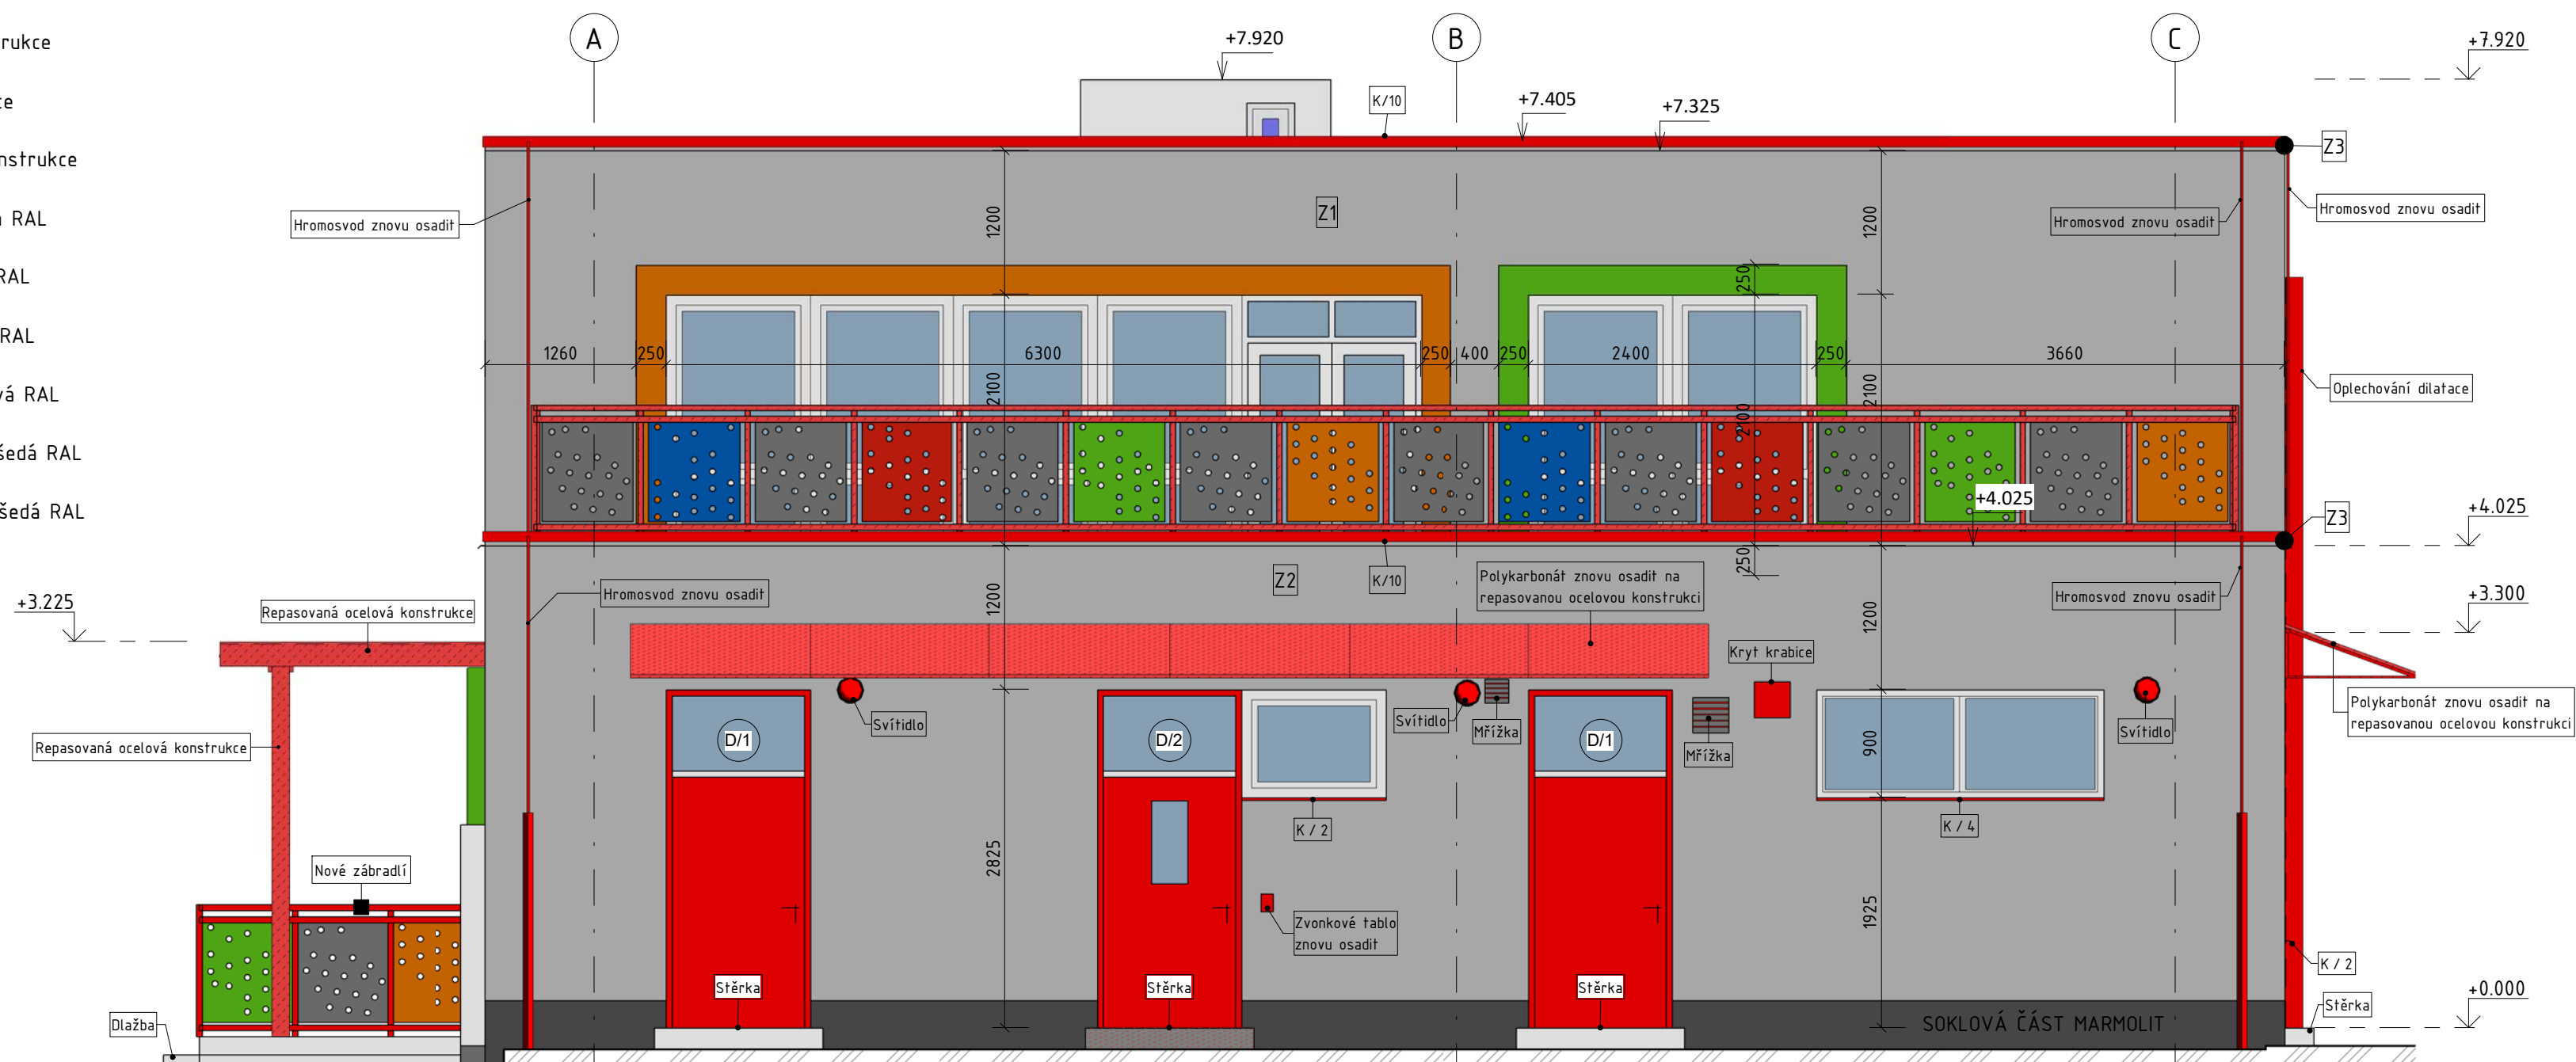 rukce
ce
nstrukce
RAL
RAL
RAL
vá RAL
šedá RAL
šedá RAL
A
B
C
+7.920
+7.920
K/10
+7.405
+7.325
Z3
Hromosvod znovu osadit
Z1
1200
1200
Hromosvod znovu osadit
Hromosvod znovu osadit
250
1260
250
6300
250
400
250
2400
250
3660
2100
2100
2100
Oplechování dilatace
+4.025
+4.025
Z3
250
Z2
K/10
Hromosvod znovu osadit
1200
Polykarbonát znovu osadit na
repasovanou ocelovou konstrukci
1200
Hromosvod znovu osadit
+3.300
+3.225
Repasovaná ocelová konstrukce
Kryt krabice
Svítidlo
Svítidlo
Mřížka
Mřížka
Svítidlo
Polykarbonát znovu osadit na
repasovanou ocelovou konstrukci
Repasovaná ocelová konstrukce
D/1
D/2
D/1
900
K / 2
K / 4
2825
Nové zábradlí
1925
Zvonkové tablo
znovu osadit
K / 2
Stěrka
Stěrka
Stěrka
+0.000
Stěrka
Dlažba
SOKLOVÁ ČÁST MARMOLIT